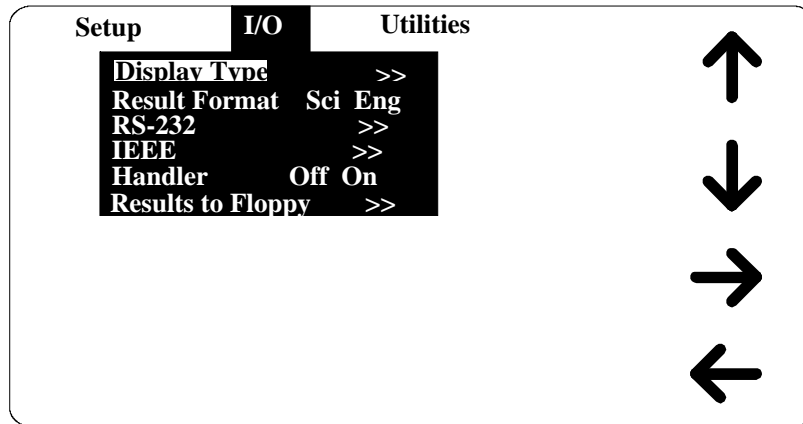 Setup I/O Utilities
Display Type >>
Result Format Sci Eng
RS-232 >>
IEEE >>
Handler Off On
Results to Floppy >>